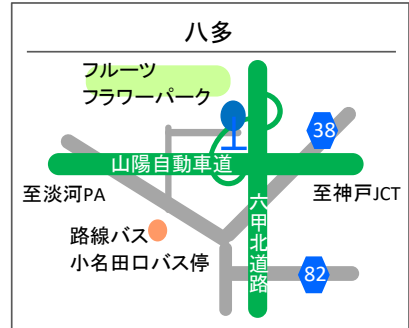 八多
フルーツ
フラワーパーク
38
山陽自動車道
至淡河PA
至神戸JCT
六甲北道路
路線バス
小名田口バス停
82